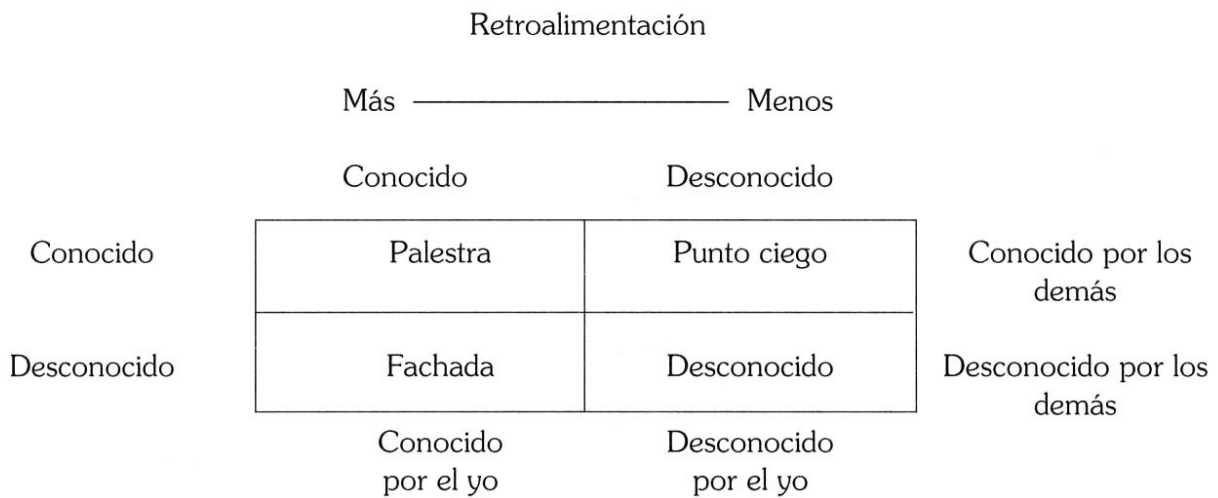 Retroalimentación
Más Menos
Conocido Desconocido
Conocido Palestra Punto ciego Conocido por los
demás
Desconocido Fachada Desconocido Desconocido por los
demás
Conocido Desconocido
por el yo por el yo